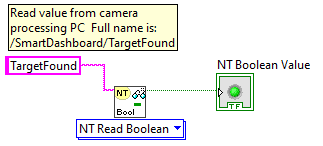 Read value from camera
processing PC  Full name is:
/SmartDashboard/TargetFound
TargetFound
NT
Bool
NT Read Boolean
NT Boolean Value
TF